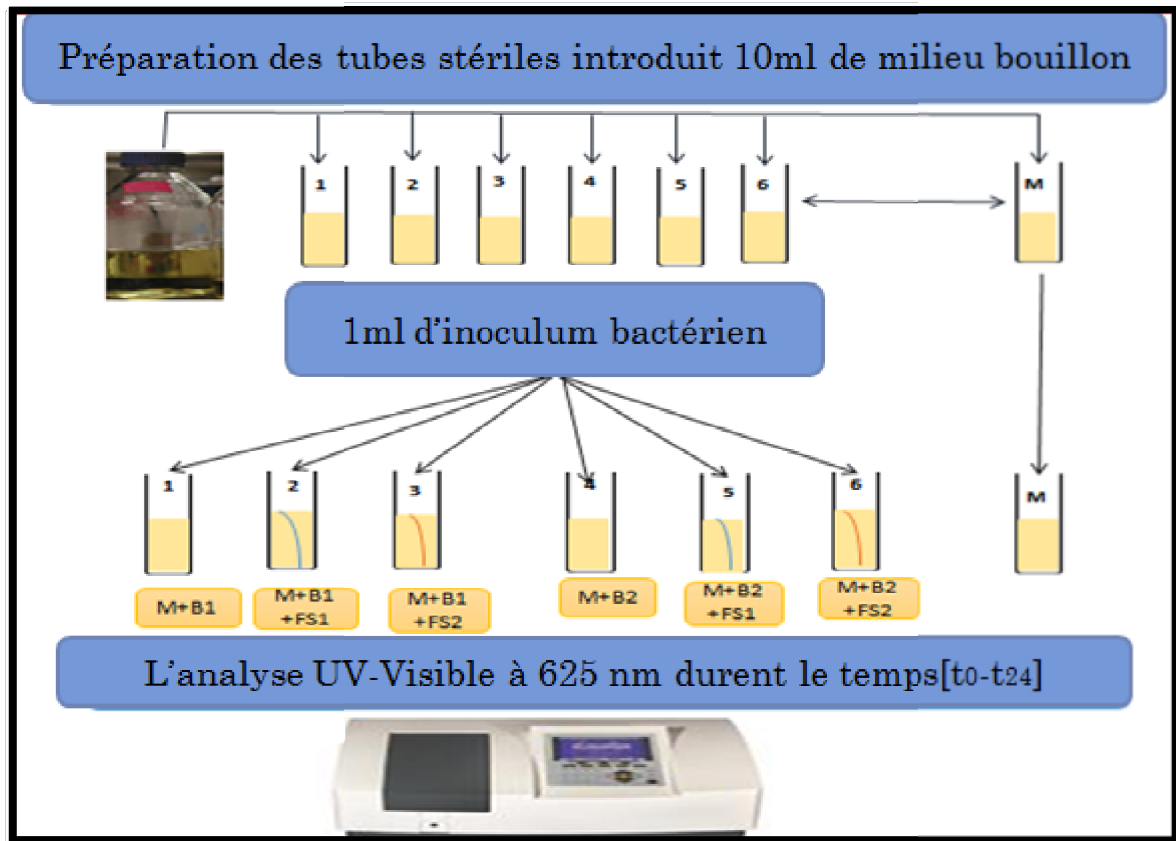 Préparation des tubes stériles introduit 10ml de milieu bouillon
1 2 3 4 5 6 M
1ml d'inoculum bactérien
1 2 3 4 5 6 M
M+B1
M+B1
+FS1
M+B1
+FS2
M+B2
M+B2
+FS1
M+B2
+FS2
L'analyse UV-Visible à 625 nm durent le temps[t0-t24]